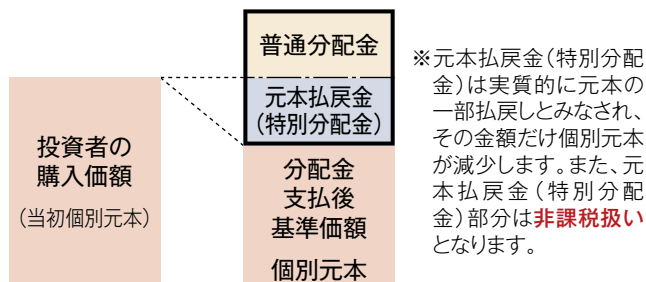 普通分配金
元本払戻金
(特別分配金)
投資者の
購入価額
(当初個別元本)
分配金
支払後
基準価額
個別元本
※元本払戻金(特別分配
金)は実質的に元本の
一部払戻しとみなされ、
その金額だけ個別元本
が減少します。また、元
本払戻金(特別分配
金)部分は非課税扱い
となります。